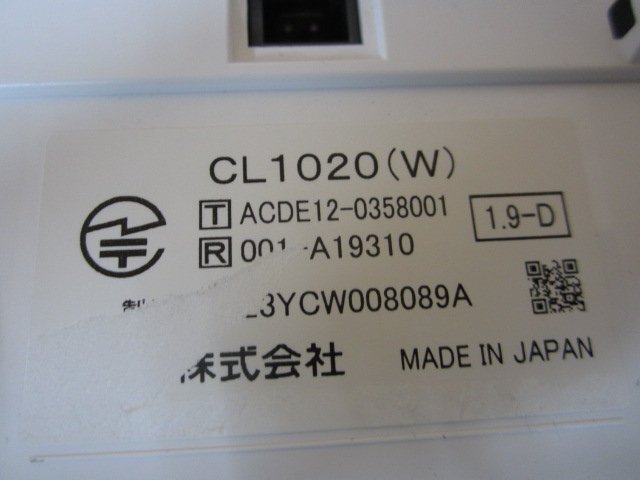 CL1020(W)
T ACDE12-0358001
1.9-D
R 001-A19310
3YCW008089A
株式会社
MADE IN JAPAN